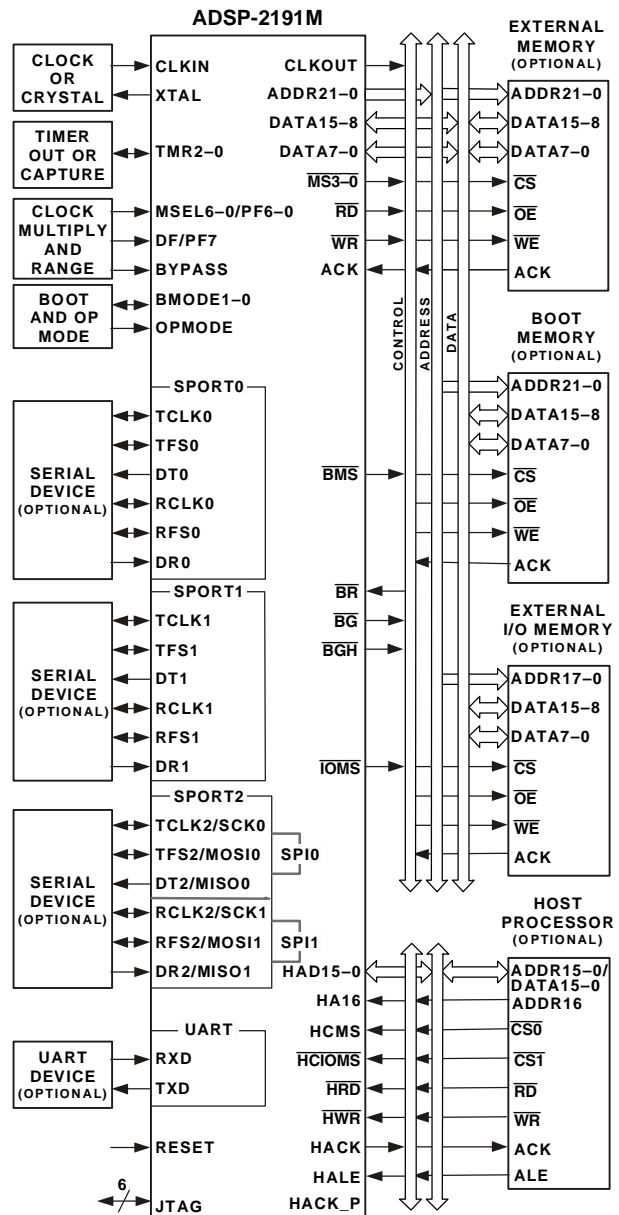 ADSP-2191M
CLOCK
OR
CRYSTAL
TIMER
OUT OR
CAPTURE
CLOCK
MULTIPLY
AND
RANGE
BOOT
AND OP
MODE
CLKIN
XTAL
TMR2–0
MSEL6–0/PF6–0
DF/PF7
BYPASS
BMODE1–0
OPMODE
SERIAL
DEVICE
(OPTIONAL)
SPORT0
TCLK0
TFS0
DT0
RCLK0
RFS0
DR0
SERIAL
DEVICE
(OPTIONAL)
SPORT1
TCLK1
TFS1
DT1
RCLK1
RFS1
DR1
SERIAL
DEVICE
(OPTIONAL)
SPORT2
TCLK2/SCK0
TFS2/MOSI0
DT2/MISO0
SPI0
RCLK2/SCK1
RFS2/MOSI1
DR2/MISO1
SPI1
UART
DEVICE
(OPTIONAL)
UART
RXD
TXD
RESET
6
JTAG
CLKOUT
ADDR21–0
DATA15–8
DATA7–0
MS3–0
RD
WR
ACK
BMS
BR
BG
BGH
IOMS
HAD15–0
HA16
HCMS
HCIOMS
HRD
HWR
HACK
HALE
HACK_P
CONTROL
ADDRESS
DATA
EXTERNAL
MEMORY
(OPTIONAL)
ADDR21–0
DATA15–8
DATA7–0
CS
OE
WE
ACK
BOOT
MEMORY
(OPTIONAL)
ADDR21–0
DATA15–8
DATA7–0
CS
OE
WE
ACK
EXTERNAL
I/O MEMORY
(OPTIONAL)
ADDR17–0
DATA15–8
DATA7–0
CS
OE
WE
ACK
HOST
PROCESSOR
(OPTIONAL)
ADDR15–0/
DATA15–0
ADDR16
CS0
CS1
RD
WR
ACK
ALE